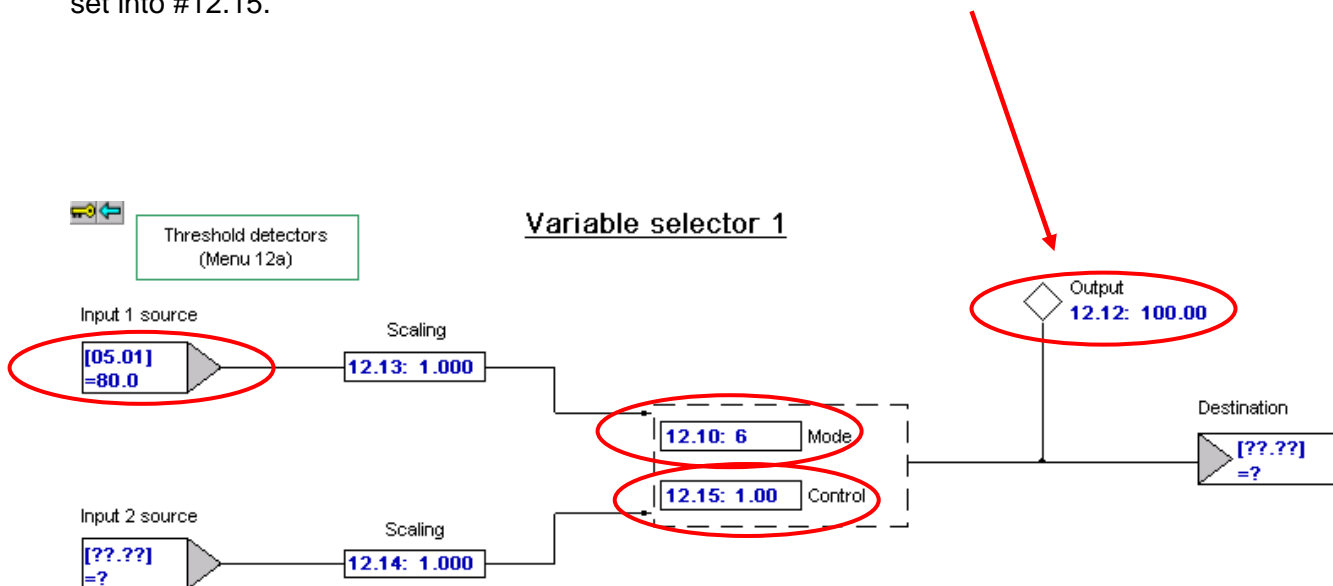 set into #12.15.
Threshold detectors
(Menu 12a)
Variable selector 1
Output
12.12: 100.00
Input 1 source
[05.01]
=80.0
Scaling
12.13: 1.000
12.10: 6 Mode
12.15: 1.00 Control
Destination
[??.??]
=?
Input 2 source
[??.??]
=?
Scaling
12.14: 1.000